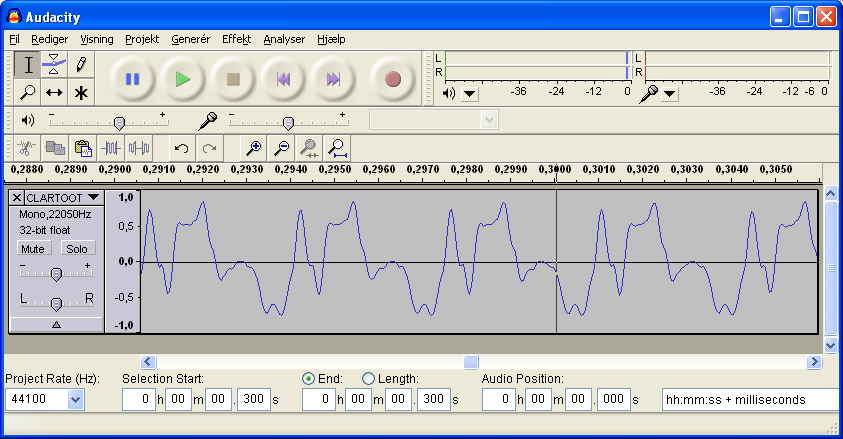 Audacity
Fil Rediger Visning Projekt Generér Effekt Analyser Hjælp
L
R
-36 -24 -12 0
L
R
-36 -24 -12 -6 0
- +
- +
0,2880 0,2890 0,2900 0,2910 0,2920 0,2930 0,2940 0,2950 0,2960 0,2970 0,2980 0,2990 0,3000 0,3010 0,3020 0,3030 0,3040 0,3050
CLARTOOT
Mono,22050Hz
32-bit float
Mute Solo
- +
L R
1,0
0,5
0,0
-0,5
-1,0
Project Rate (Hz): Selection Start: End: Length: Audio Position:
44100 0 h 00 m 00 . 300 s 0 h 00 m 00 . 300 s 0 h 00 m 00 . 000 s hh:mm:ss + milliseconds